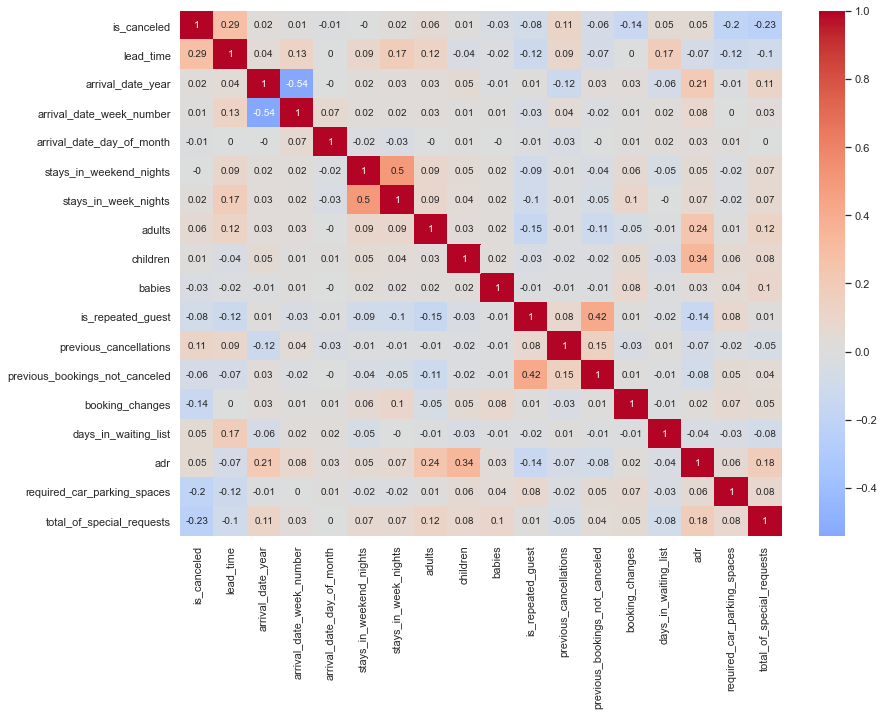 is_canceled 1 0.29 0.02 0.01 -0.01 -0 0.02 0.06 0.01 -0.03 -0.08 0.11 -0.06 -0.14 0.05 0.05 -0.2 -0.23
lead_time 0.29 1 0.04 0.13 0 0.09 0.17 0.12 -0.04 -0.02 -0.12 0.09 -0.07 0 0.17 -0.07 -0.12 -0.1
arrival_date_year 0.02 0.04 1 -0.54 -0 0.02 0.03 0.03 0.05 -0.01 0.01 -0.12 0.03 0.03 -0.06 0.21 -0.01 0.11
arrival_date_week_number 0.01 0.13 -0.54 1 0.07 0.02 0.02 0.03 0.01 0.01 -0.03 0.04 -0.02 0.01 0.02 0.08 0 0.03
arrival_date_day_of_month -0.01 0 -0 0.07 1 -0.02 -0.03 -0 0.01 -0 -0.01 -0.03 -0 0.01 0.02 0.03 0.01 0
stays_in_weekend_nights -0 0.09 0.02 0.02 -0.02 1 0.5 0.09 0.05 0.02 -0.09 -0.01 -0.04 0.06 -0.05 0.05 -0.02 0.07
stays_in_week_nights 0.02 0.17 0.03 0.02 -0.03 0.5 1 0.09 0.04 0.02 -0.1 -0.01 -0.05 0.1 -0 0.07 -0.02 0.07
adults 0.06 0.12 0.03 0.03 -0 0.09 0.09 1 0.03 0.02 -0.15 -0.01 -0.11 -0.05 -0.01 0.24 0.01 0.12
children 0.01 -0.04 0.05 0.01 0.01 0.05 0.04 0.03 1 0.02 -0.03 -0.02 -0.02 0.05 -0.03 0.34 0.06 0.08
babies -0.03 -0.02 -0.01 0.01 -0 0.02 0.02 0.02 0.02 1 -0.01 -0.01 -0.01 0.08 -0.01 0.03 0.04 0.1
is_repeated_guest -0.08 -0.12 0.01 -0.03 -0.01 -0.09 -0.1 -0.15 -0.03 -0.01 1 0.08 0.42 0.01 -0.02 -0.14 0.08 0.01
previous_cancellations 0.11 0.09 -0.12 0.04 -0.03 -0.01 -0.01 -0.01 -0.02 -0.01 0.08 1 0.15 -0.03 0.01 -0.07 -0.02 -0.05
previous_bookings_not_canceled -0.06 -0.07 0.03 -0.02 -0 -0.04 -0.05 -0.11 -0.02 -0.01 0.42 0.15 1 0.01 -0.01 -0.08 0.05 0.04
booking_changes -0.14 0 0.03 0.01 0.01 0.06 0.1 -0.05 0.05 0.08 0.01 -0.03 0.01 1 -0.01 0.02 0.07 0.05
days_in_waiting_list 0.05 0.17 -0.06 0.02 0.02 -0.05 -0 -0.01 -0.03 -0.01 -0.02 0.01 -0.01 -0.01 1 -0.04 -0.03 -0.08
adr 0.05 -0.07 0.21 0.08 0.03 0.05 0.07 0.24 0.34 0.03 -0.14 -0.07 -0.08 0.02 -0.04 1 0.06 0.18
required_car_parking_spaces -0.2 -0.12 -0.01 0 0.01 -0.02 -0.02 0.01 0.06 0.04 0.08 -0.02 0.05 0.07 -0.03 0.06 1 0.08
total_of_special_requests -0.23 -0.1 0.11 0.03 0 0.07 0.07 0.12 0.08 0.1 0.01 -0.05 0.04 0.05 -0.08 0.18 0.08 1
is_canceled
lead_time
arrival_date_year
arrival_date_week_number
arrival_date_day_of_month
stays_in_weekend_nights
stays_in_week_nights
adults
children
babies
is_repeated_guest
previous_cancellations
previous_bookings_not_canceled
booking_changes
days_in_waiting_list
adr
required_car_parking_spaces
total_of_special_requests
1.0
0.8
0.6
0.4
0.2
0.0
−0.2
−0.4